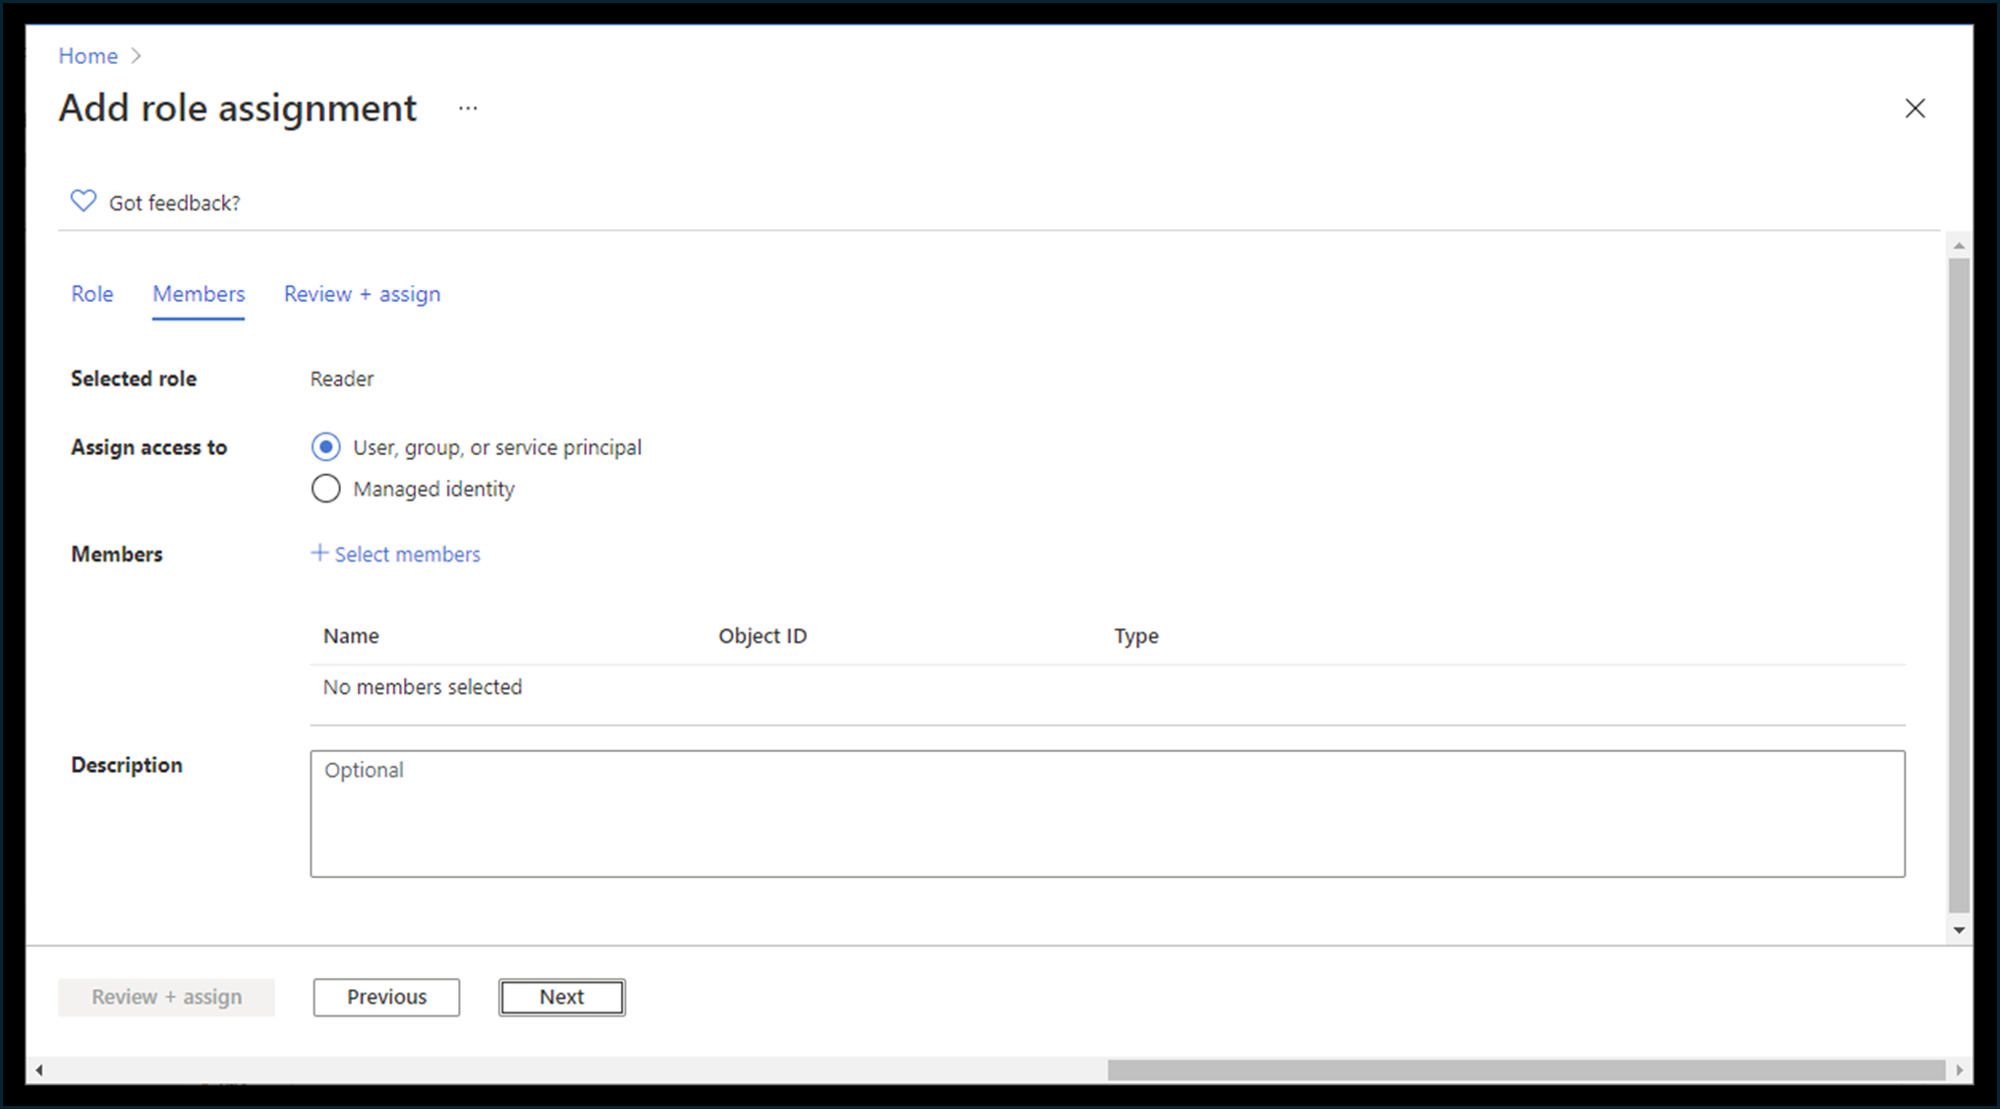 Home
Add role assignment ...
Got feedback?
Role Members Review + assign
Selected role Reader
Assign access to User, group, or service principal
Managed identity
Members + Select members
Name Object ID Type
No members selected
Description Optional
Review + assign Previous Next